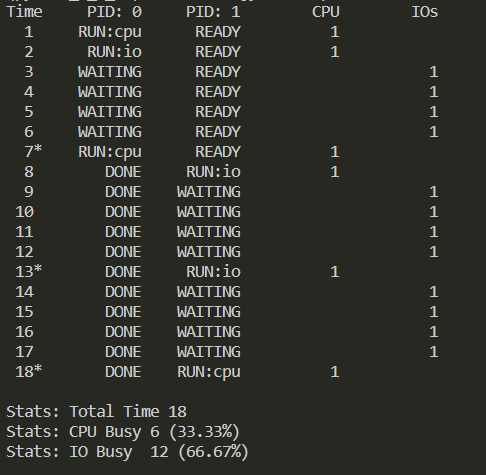 Time     PID: 0     PID: 1        CPU        IOs
1    RUN:cpu      READY          1
2     RUN:io      READY          1
3    WAITING      READY                     1
4    WAITING      READY                     1
5    WAITING      READY                     1
6    WAITING      READY                     1
7*   RUN:cpu      READY          1
8       DONE     RUN:io          1
9       DONE    WAITING                     1
10       DONE    WAITING                     1
11       DONE    WAITING                     1
12       DONE    WAITING                     1
13*      DONE     RUN:io          1
14       DONE    WAITING                     1
15       DONE    WAITING                     1
16       DONE    WAITING                     1
17       DONE    WAITING                     1
18*      DONE    RUN:cpu          1
Stats: Total Time 18
Stats: CPU Busy 6 (33.33%)
Stats: IO Busy  12 (66.67%)